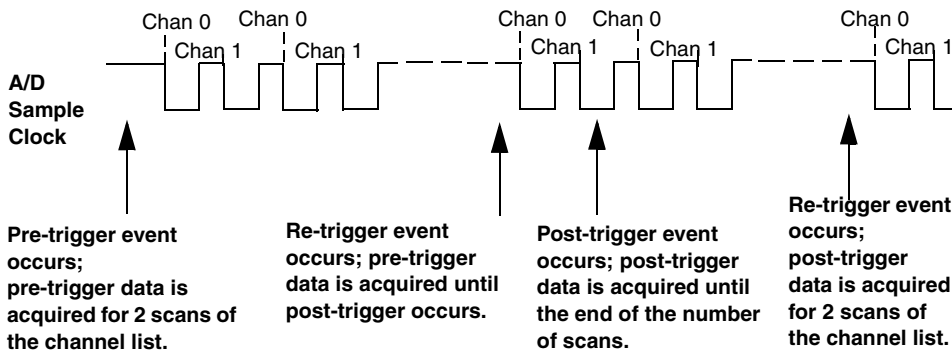 Chan 0 Chan 0 Chan 0 Chan 0 Chan 0
Chan 1 Chan 1 Chan 1 Chan 1 Chan 1
A/D
Sample
Clock
Pre-trigger event
occurs;
pre-trigger data is
acquired for 2 scans of
the channel list.
Re-trigger event
occurs; pre-trigger
data is acquired until
post-trigger occurs.
Post-trigger event
occurs; post-trigger
data is acquired until
the end of the number
of scans.
Re-trigger event
occurs;
post-trigger
data is acquired
for 2 scans of
the channel list.